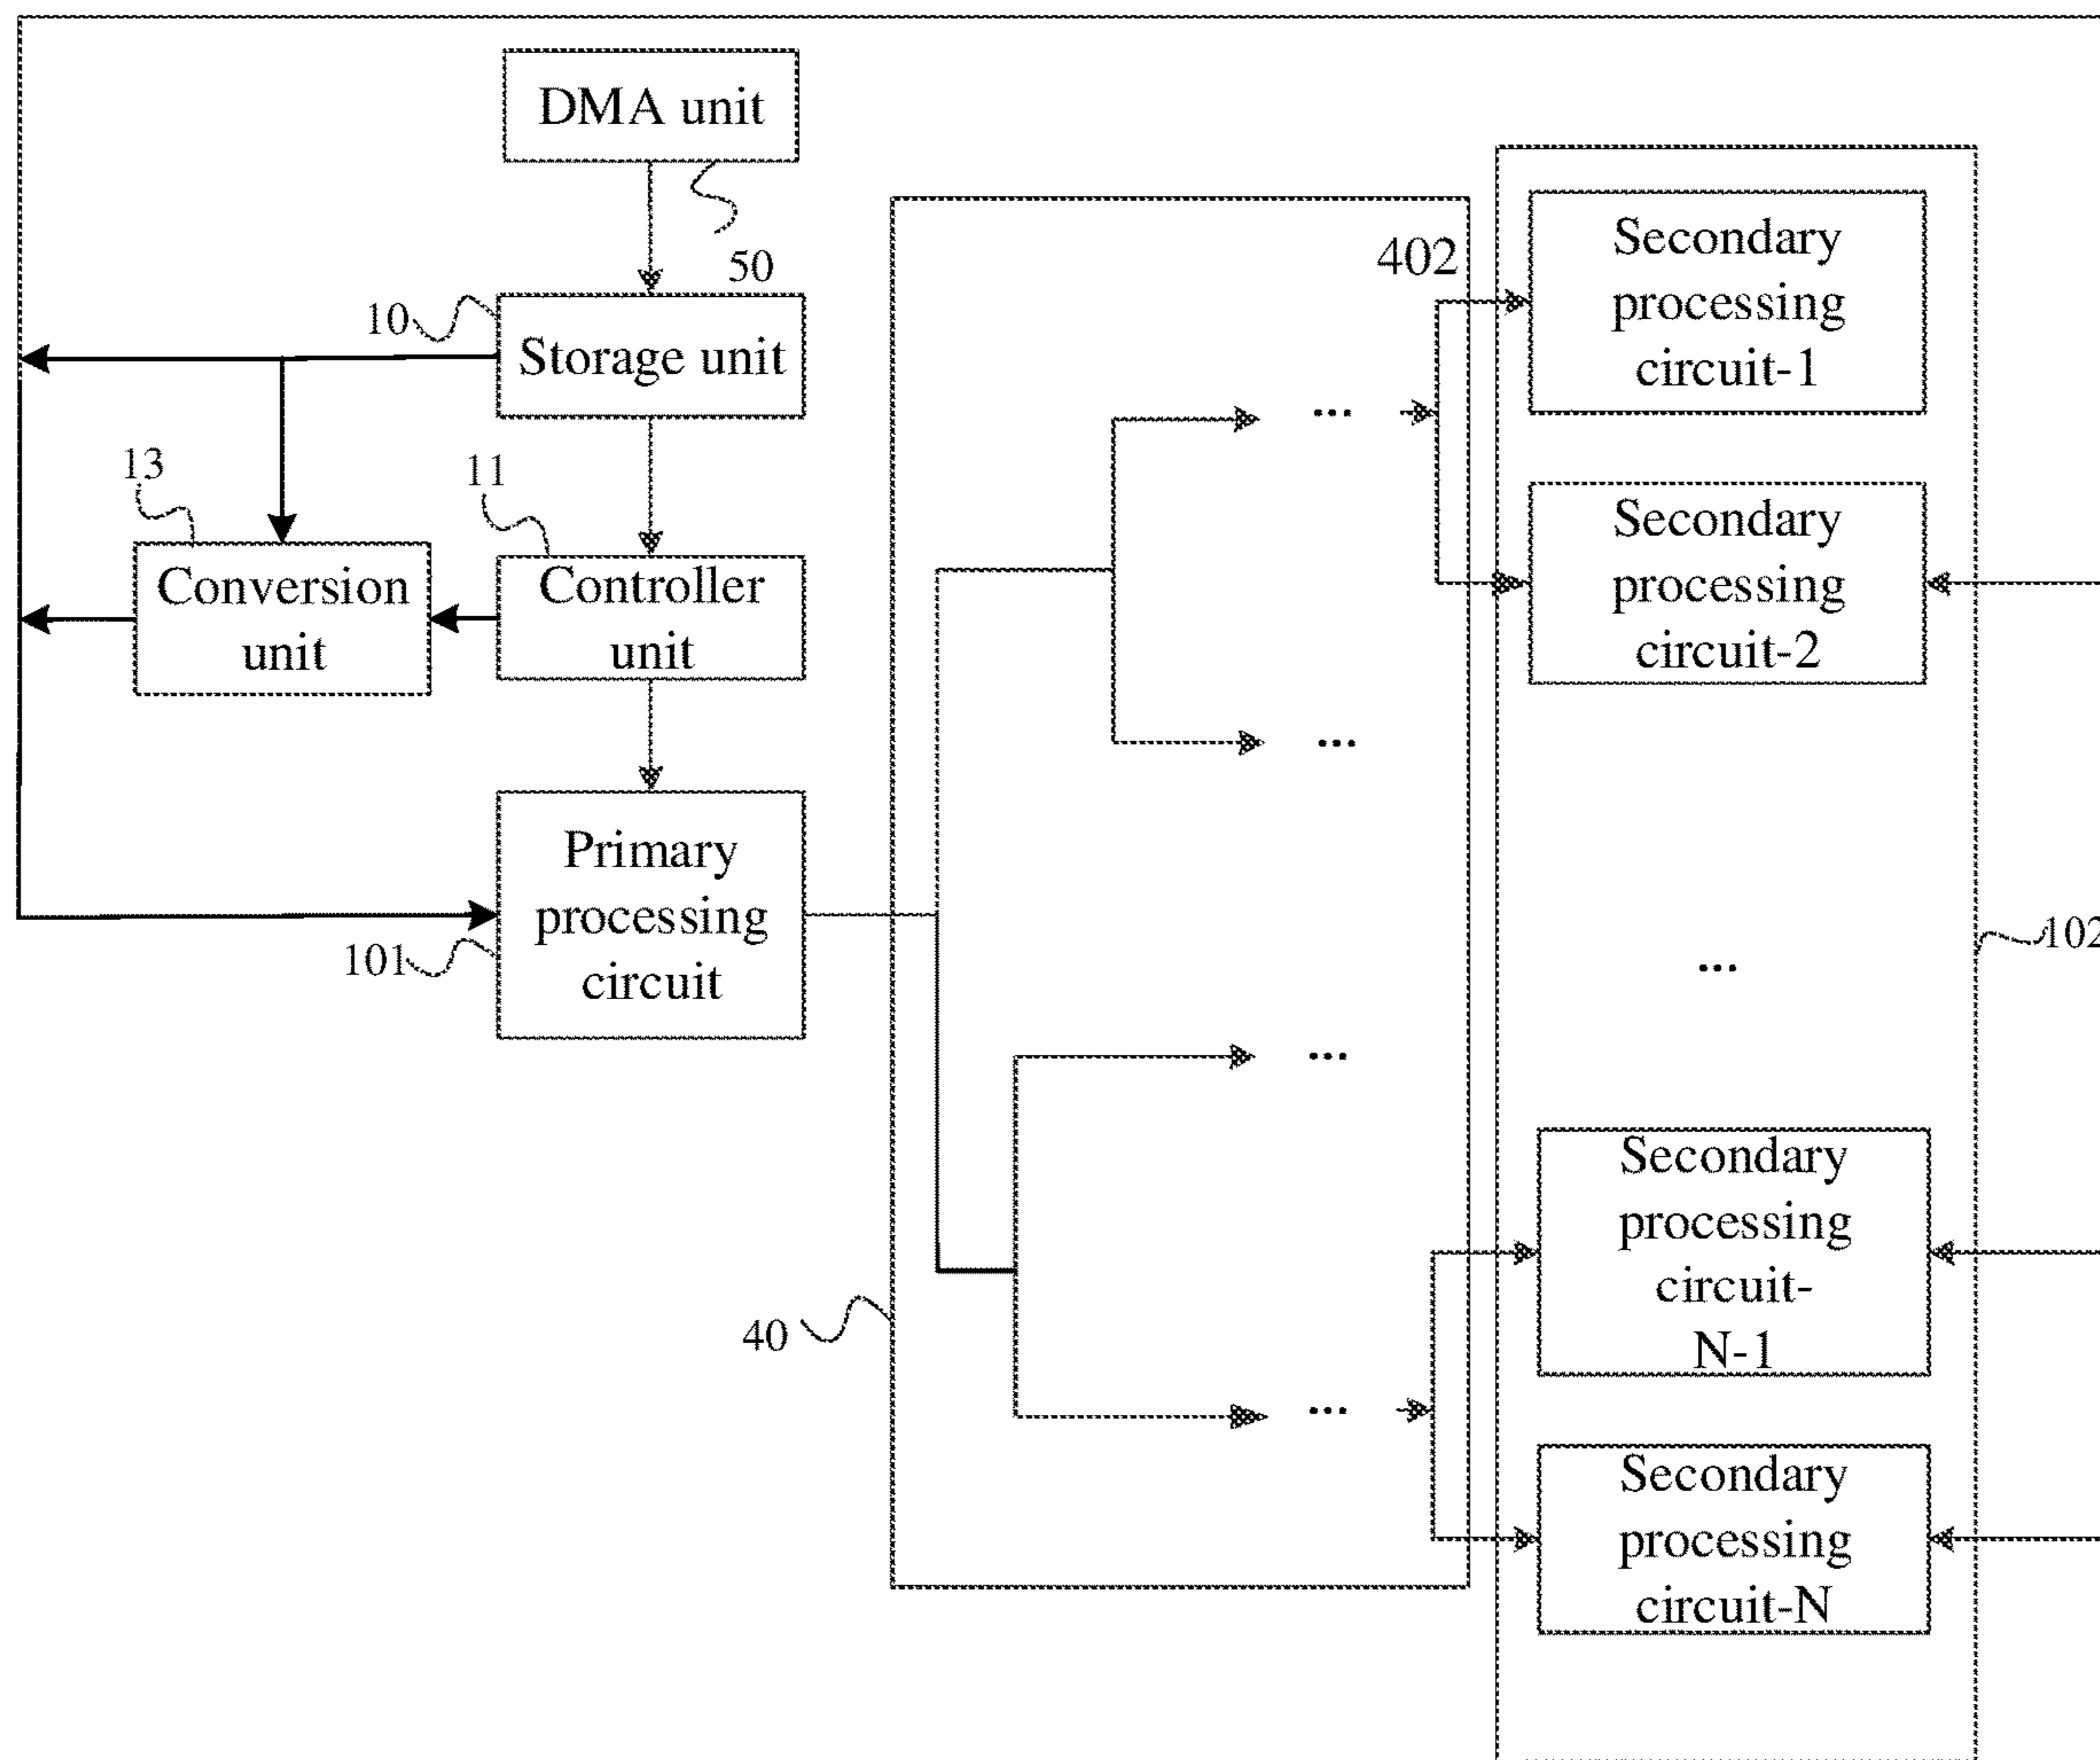 DMA unit
50
10
Storage unit
13
11
Conversion
unit
Controller
unit
Primary
processing
circuit
101
40
402
Secondary
processing
circuit-1
Secondary
processing
circuit-2
...
...
...
...
...
102
Secondary
processing
circuit-
N-1
Secondary
processing
circuit-N